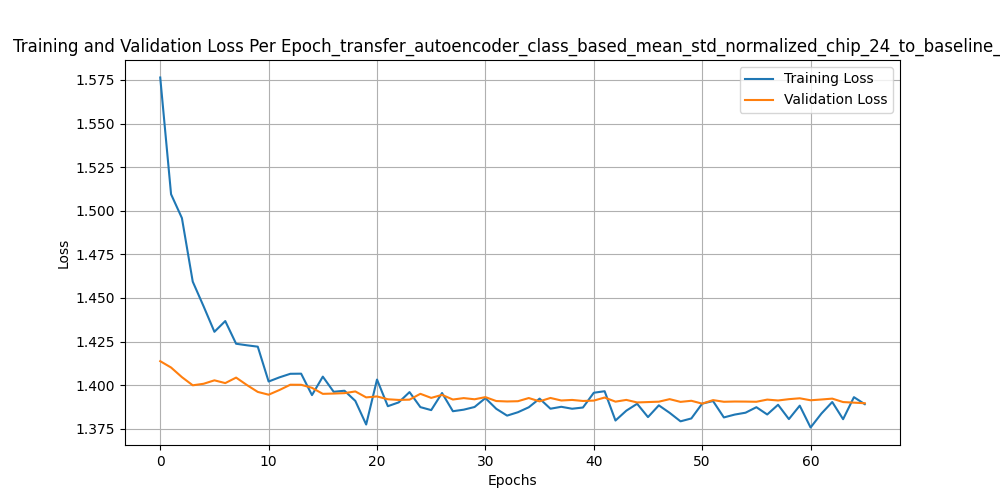 Training and Validation Loss Per Epoch_transfer_autoencoder_class_based_mean_std_normalized_chip_24_to_baseline_
Training Loss
Validation Loss
1.575
1.550
1.525
1.500
1.475
1.450
1.425
1.400
1.375
Loss
0 10 20 30 40 50 60
Epochs